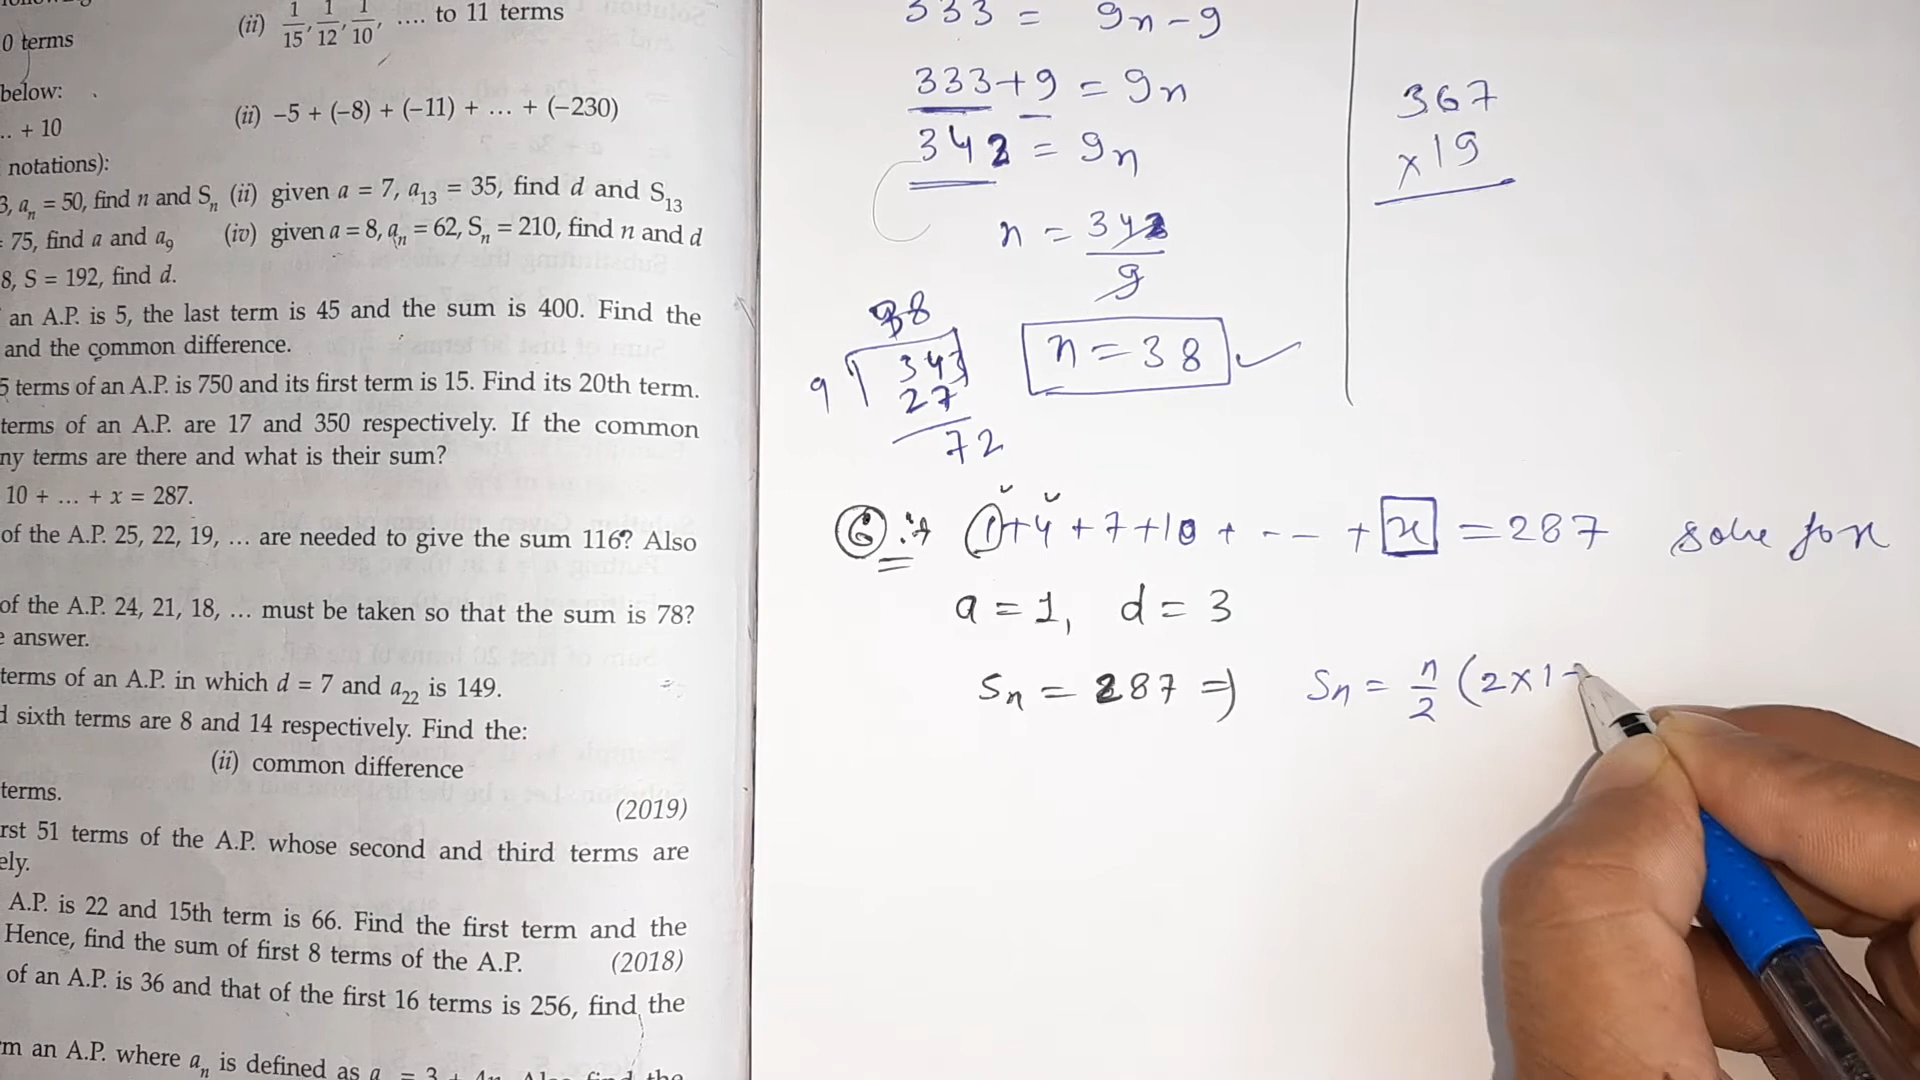 (ii) 1/15, 1/12, 1/10, .... to 11 terms
0 terms
below:
(ii) −5 + (−8) + (−11) + ... + (−230)
.. + 10
notations):
3, aₙ = 50, find n and Sₙ (ii) given a = 7, a₁₃ = 35, find d and S₁₃
= 75, find a and a₉ (iv) given a = 8, aₙ = 62, Sₙ = 210, find n and d
8, S = 192, find d.
an A.P. is 5, the last term is 45 and the sum is 400. Find the
and the common difference.
5 terms of an A.P. is 750 and its first term is 15. Find its 20th term.
terms of an A.P. are 17 and 350 respectively. If the common
ny terms are there and what is their sum?
10 + ... + x = 287.
of the A.P. 25, 22, 19, ... are needed to give the sum 116? Also
of the A.P. 24, 21, 18, ... must be taken so that the sum is 78?
e answer.
terms of an A.P. in which d = 7 and a₂₂ is 149.
d sixth terms are 8 and 14 respectively. Find the:
(ii) common difference
terms.
(2019)
rst 51 terms of the A.P. whose second and third terms are
ely.
A.P. is 22 and 15th term is 66. Find the first term and the
Hence, find the sum of first 8 terms of the A.P. (2018)
of an A.P. is 36 and that of the first 16 terms is 256, find the
m an A.P. where aₙ is defined as a = 3 + 4n. Also find the
333 = 9n − 9
333 + 9 = 9n
342 = 9n
n = 342/9
n = 38
38
9 343
27
72
367
× 19
6 :→ 1 + 4 + 7 + 10 + - - - + x = 287 solve for x
a = 1, d = 3
Sn = 287 ⇒ Sn = n/2 (2×1 +